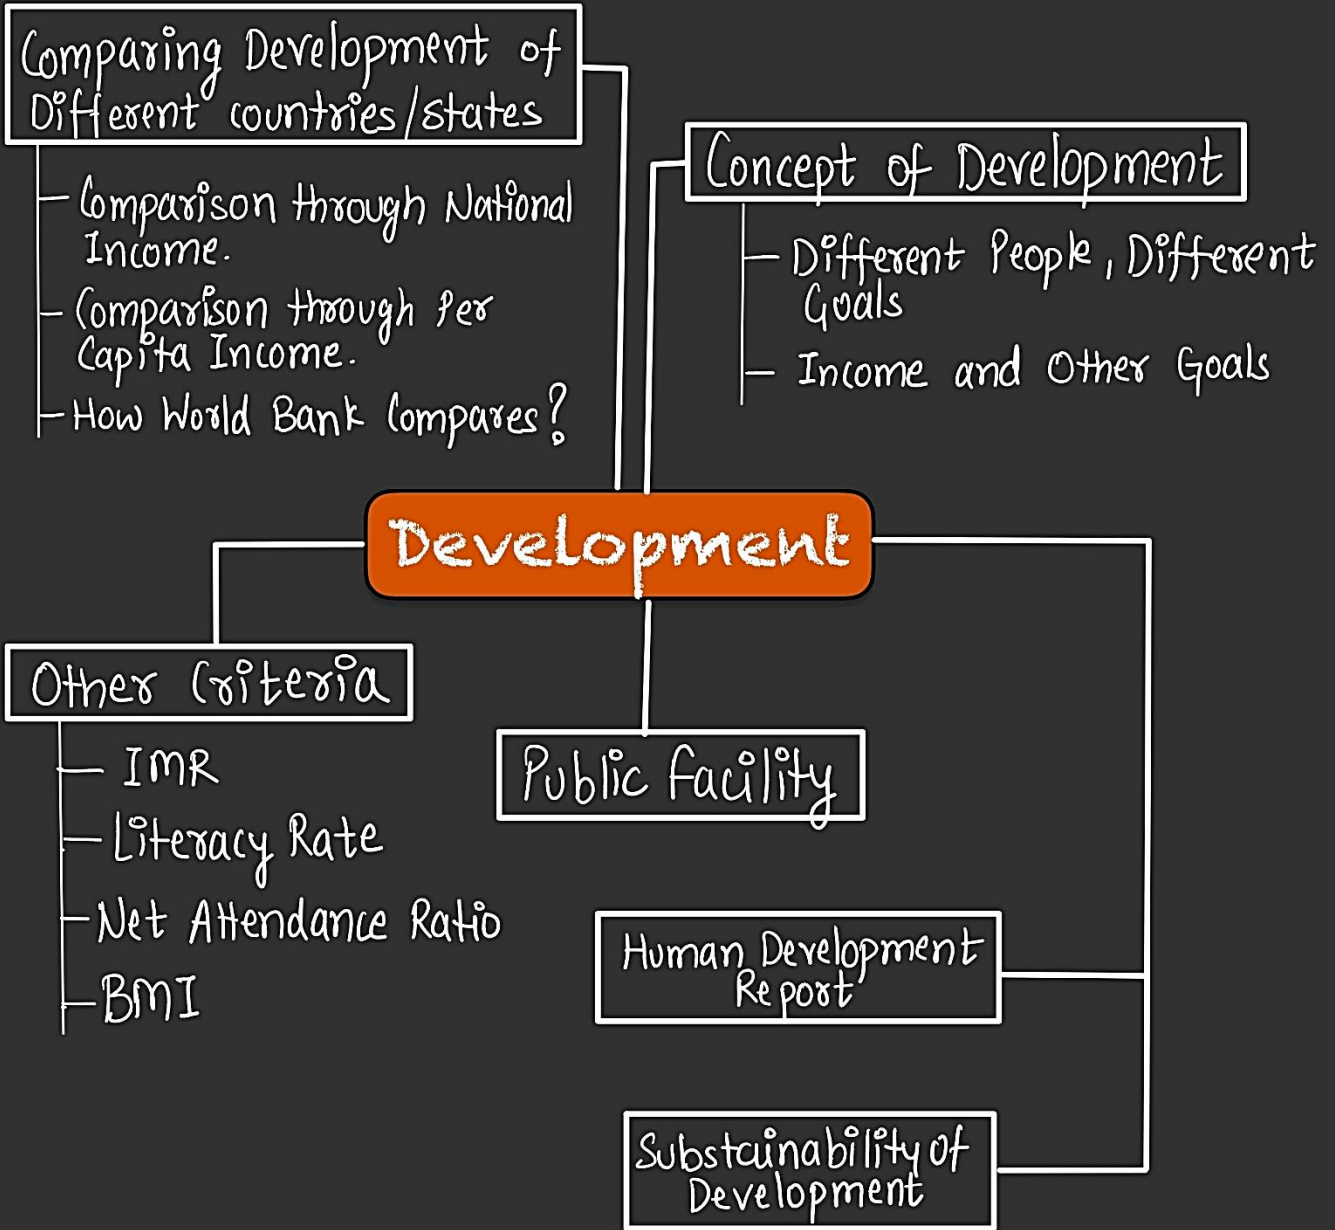 Comparing Development of
Different countries/states
Comparison through National
Income.
Comparison through Per
Capita Income.
How World Bank Compares?
Concept of Development
Different People, Different
Goals
Income and Other Goals
Development
Other Criteria
IMR
Literacy Rate
Net Attendance Ratio
BMI
Public Facility
Human Development
Report
Substainability of
Development